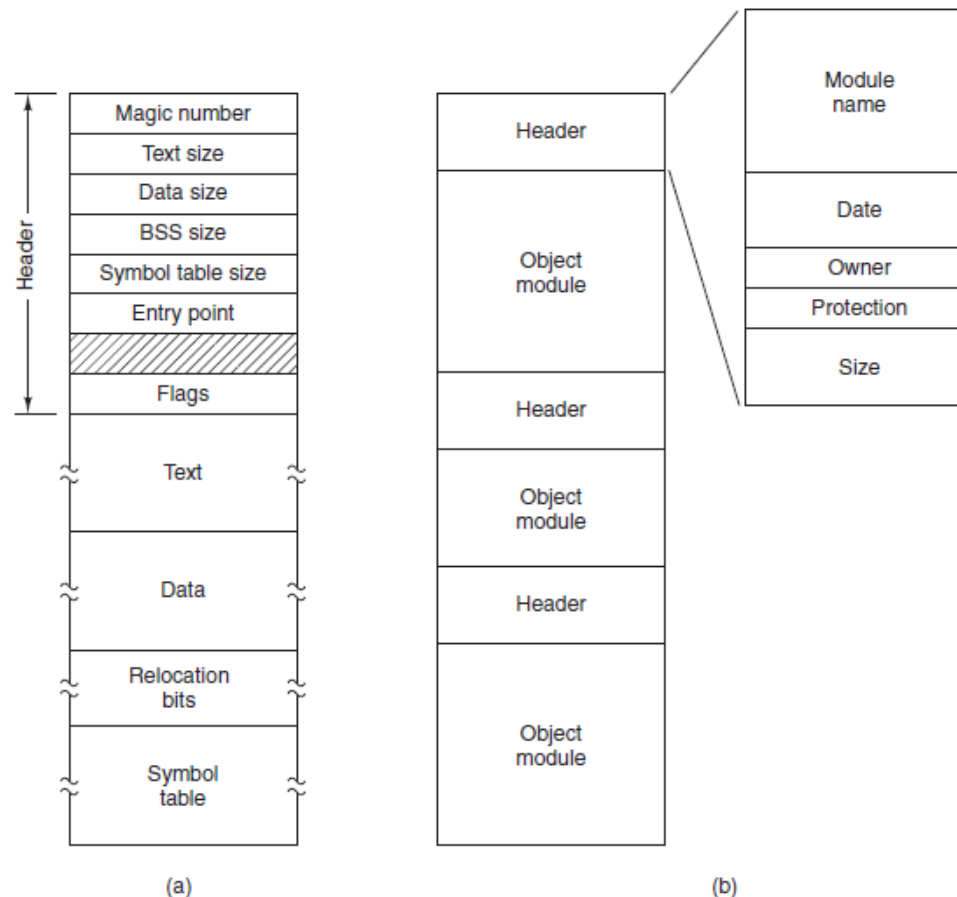 Header
Magic number
Text size
Data size
BSS size
Symbol table size
Entry point
Flags
Text
Data
Relocation
bits
Symbol
table
(a)
Header
Object
module
Header
Object
module
Header
Object
module
Module
name
Date
Owner
Protection
Size
(b)